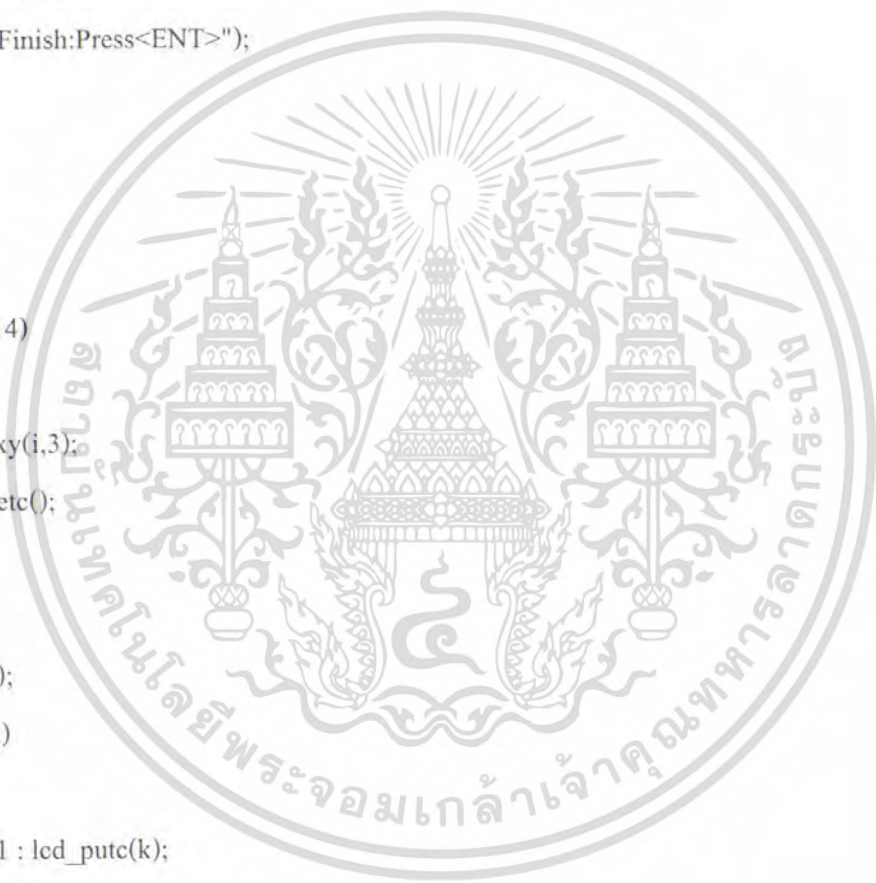 Finish:Press<ENT>");
4)
xy(i,3);
etc();
);
)
1 : lcd_putc(k);
สถาบันเทคโนโลยีพระจอมเกล้าเจ้าคุณทหารลาดกระบัง
๔